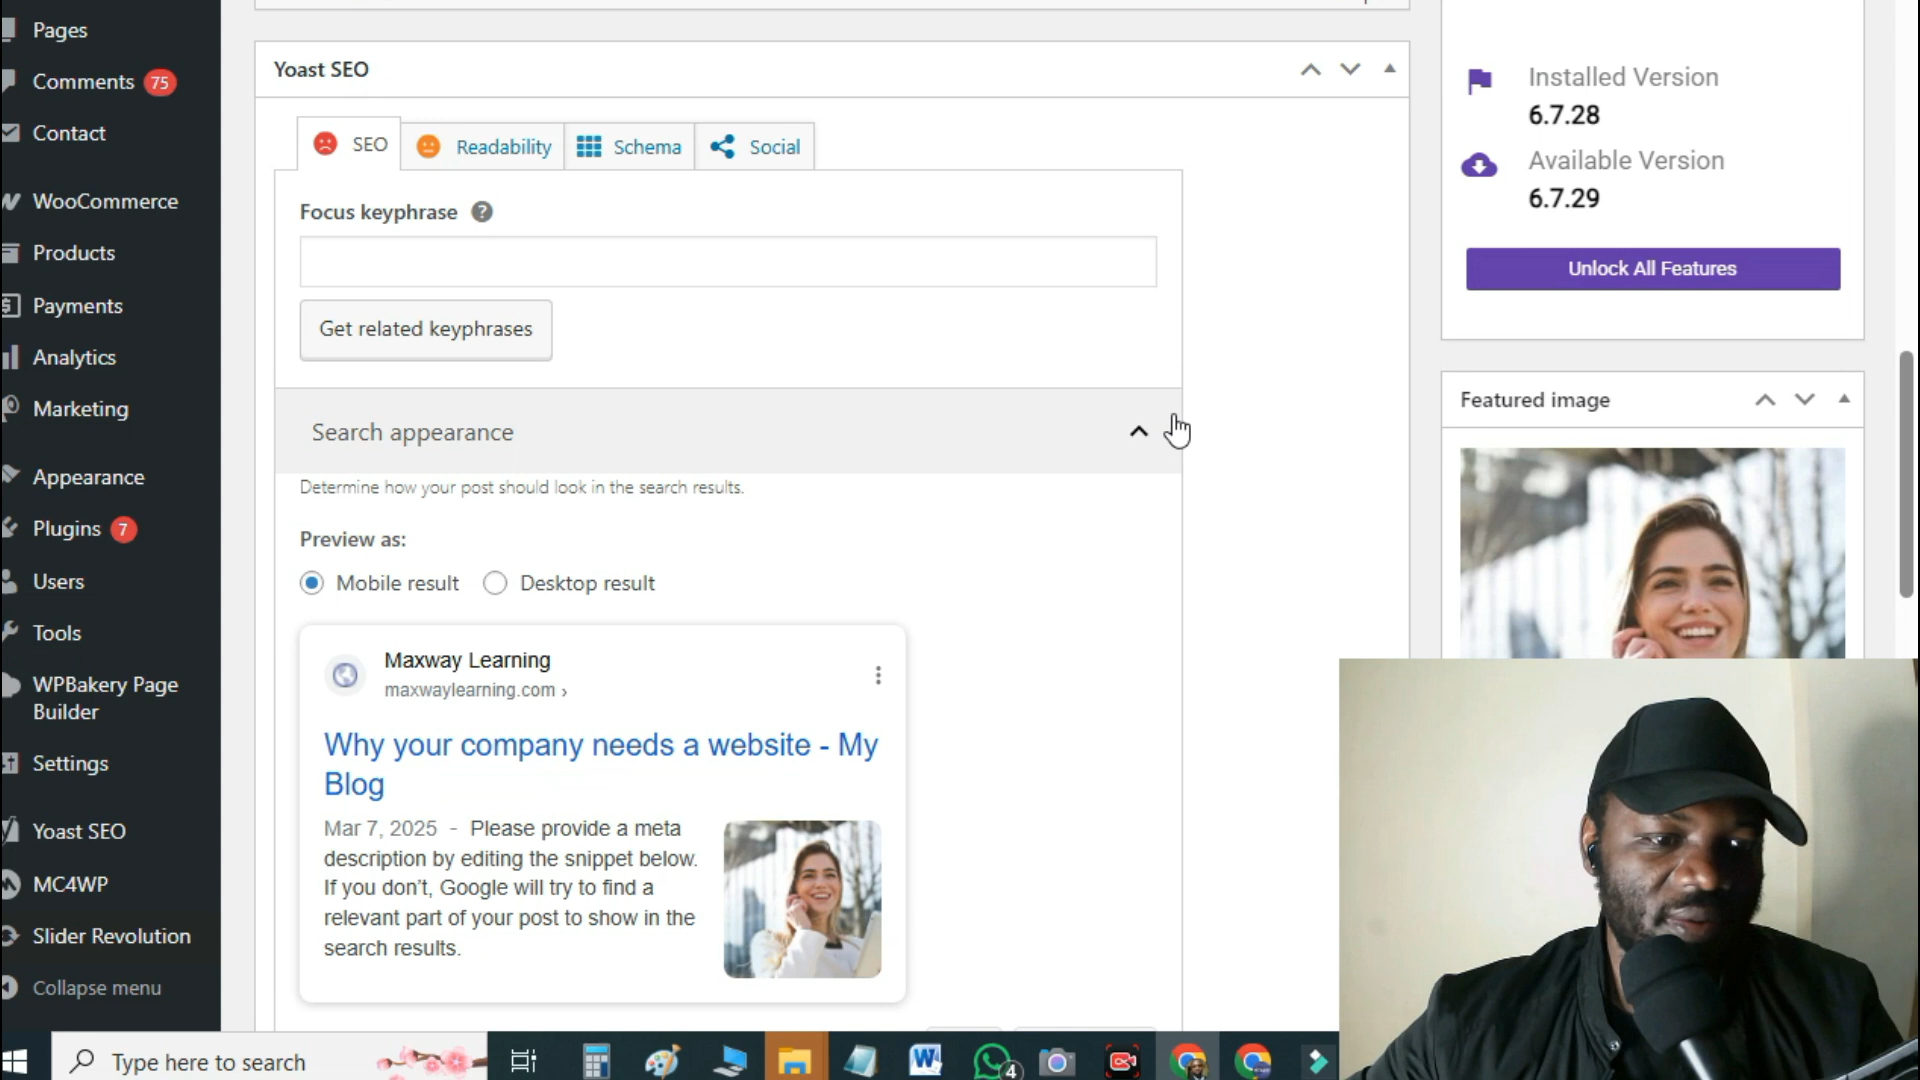 Pages
Comments 75
Contact
WooCommerce
Products
Payments
Analytics
Marketing
Appearance
Plugins 7
Users
Tools
WPBakery Page
Builder
Settings
Yoast SEO
MC4WP
Slider Revolution
Collapse menu
Yoast SEO
SEO Readability Schema Social
Focus keyphrase ?
Get related keyphrases
Search appearance
Determine how your post should look in the search results.
Preview as:
Mobile result Desktop result
Maxway Learning
maxwaylearning.com ›
Why your company needs a website - My
Blog
Mar 7, 2025 - Please provide a meta
description by editing the snippet below.
If you don't, Google will try to find a
relevant part of your post to show in the
search results.
Installed Version
6.7.28
Available Version
6.7.29
Unlock All Features
Featured image
Type here to search
4